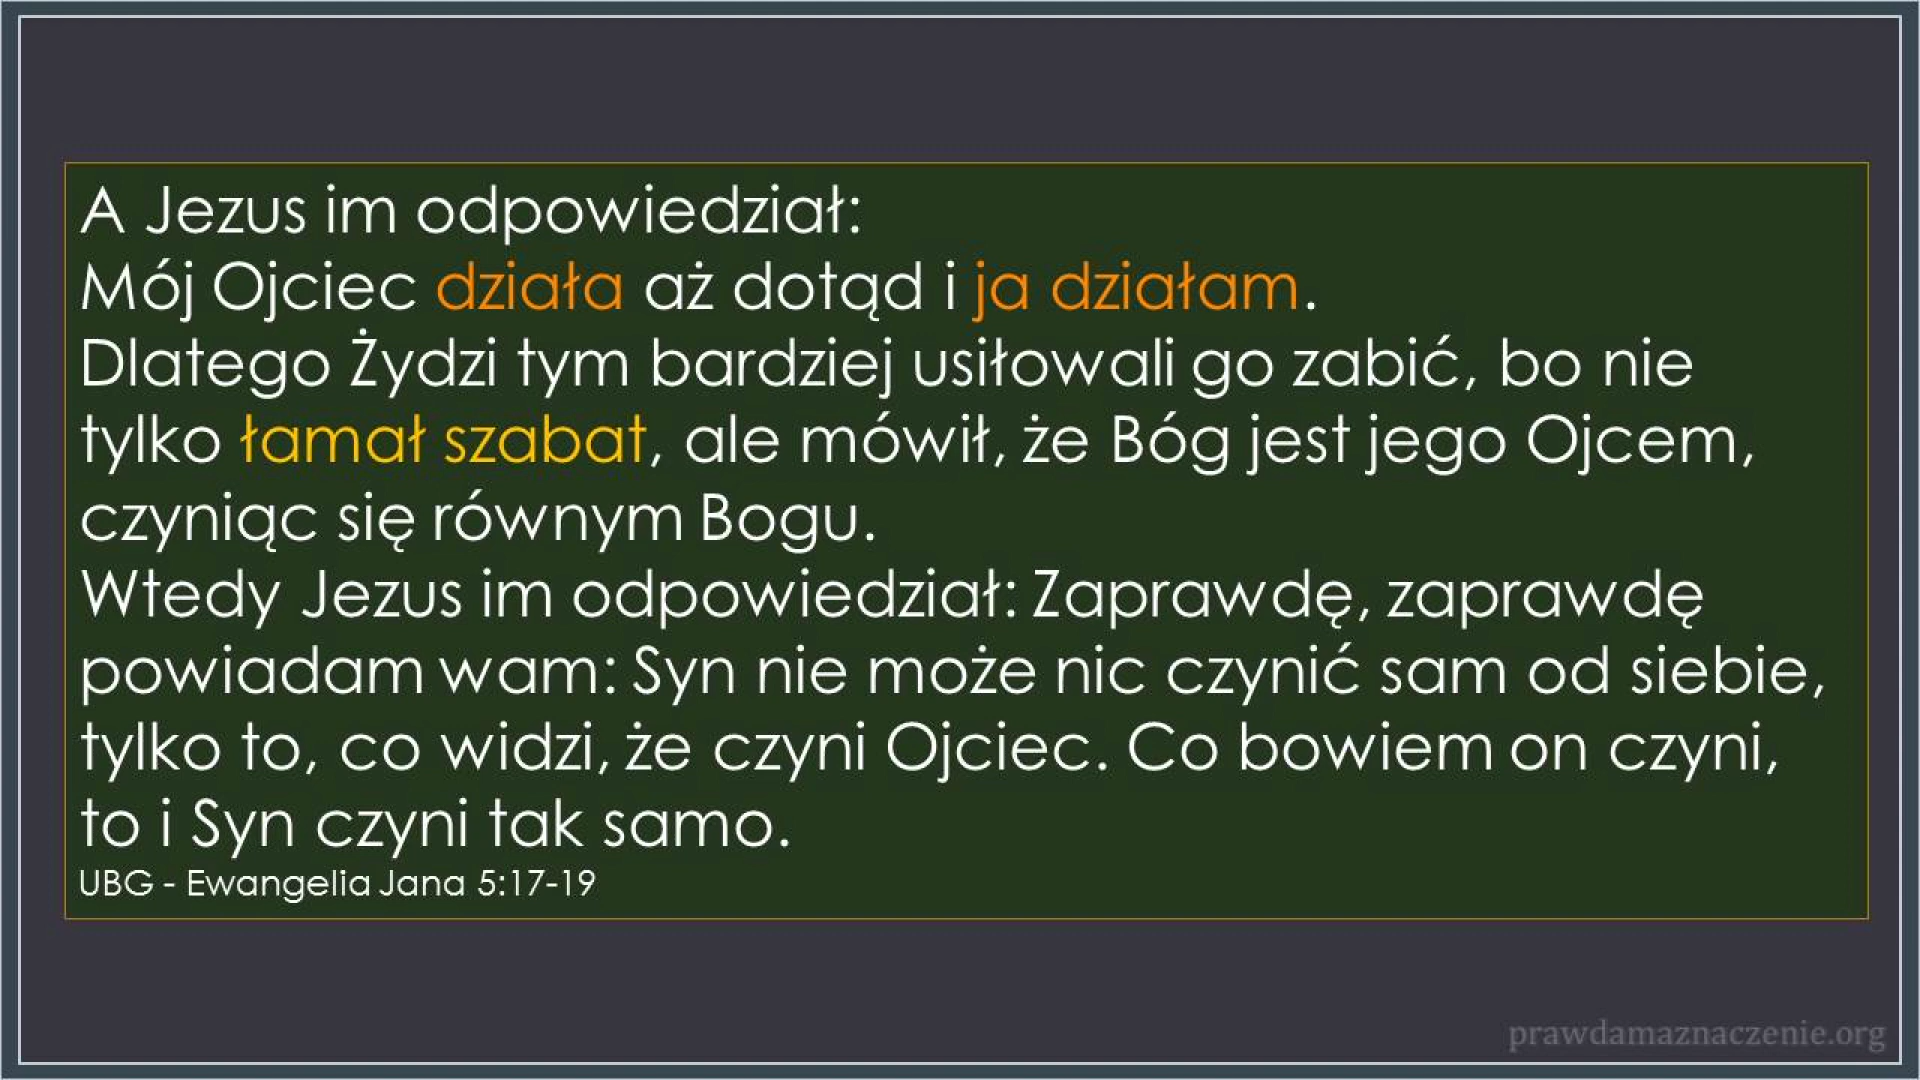 A Jezus im odpowiedział:
Mój Ojciec działa aż dotąd i ja działam.
Dlatego Żydzi tym bardziej usiłowali go zabić, bo nie
tylko łamał szabat, ale mówił, że Bóg jest jego Ojcem,
czyniąc się równym Bogu.
Wtedy Jezus im odpowiedział: Zaprawdę, zaprawdę
powiadam wam: Syn nie może nic czynić sam od siebie,
tylko to, co widzi, że czyni Ojciec. Co bowiem on czyni,
to i Syn czyni tak samo.
UBG - Ewangelia Jana 5:17-19
prawdamaznaczenie.org